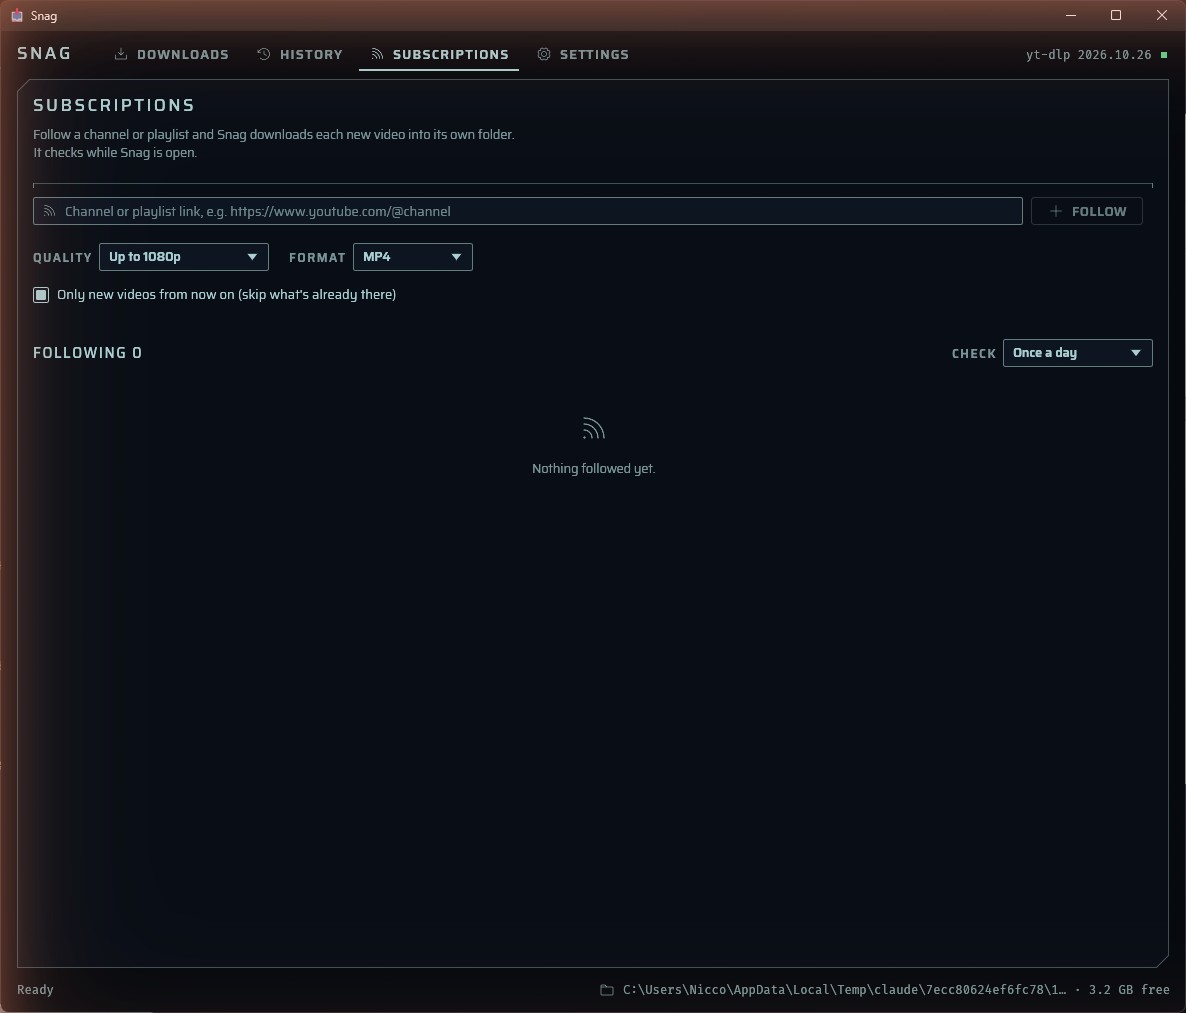 Snag
SNAG
DOWNLOADS
HISTORY
SUBSCRIPTIONS
SETTINGS
yt-dlp 2026.10.26
SUBSCRIPTIONS
Follow a channel or playlist and Snag downloads each new video into its own folder.
It checks while Snag is open.
Channel or playlist link, e.g. https://www.youtube.com/@channel
FOLLOW
QUALITY
Up to 1080p
FORMAT
MP4
Only new videos from now on (skip what's already there)
FOLLOWING 0
CHECK
Once a day
Nothing followed yet.
Ready
C:\Users\Nicco\AppData\Local\Temp\claude\7ecc80624ef6fc78\1… · 3.2 GB free